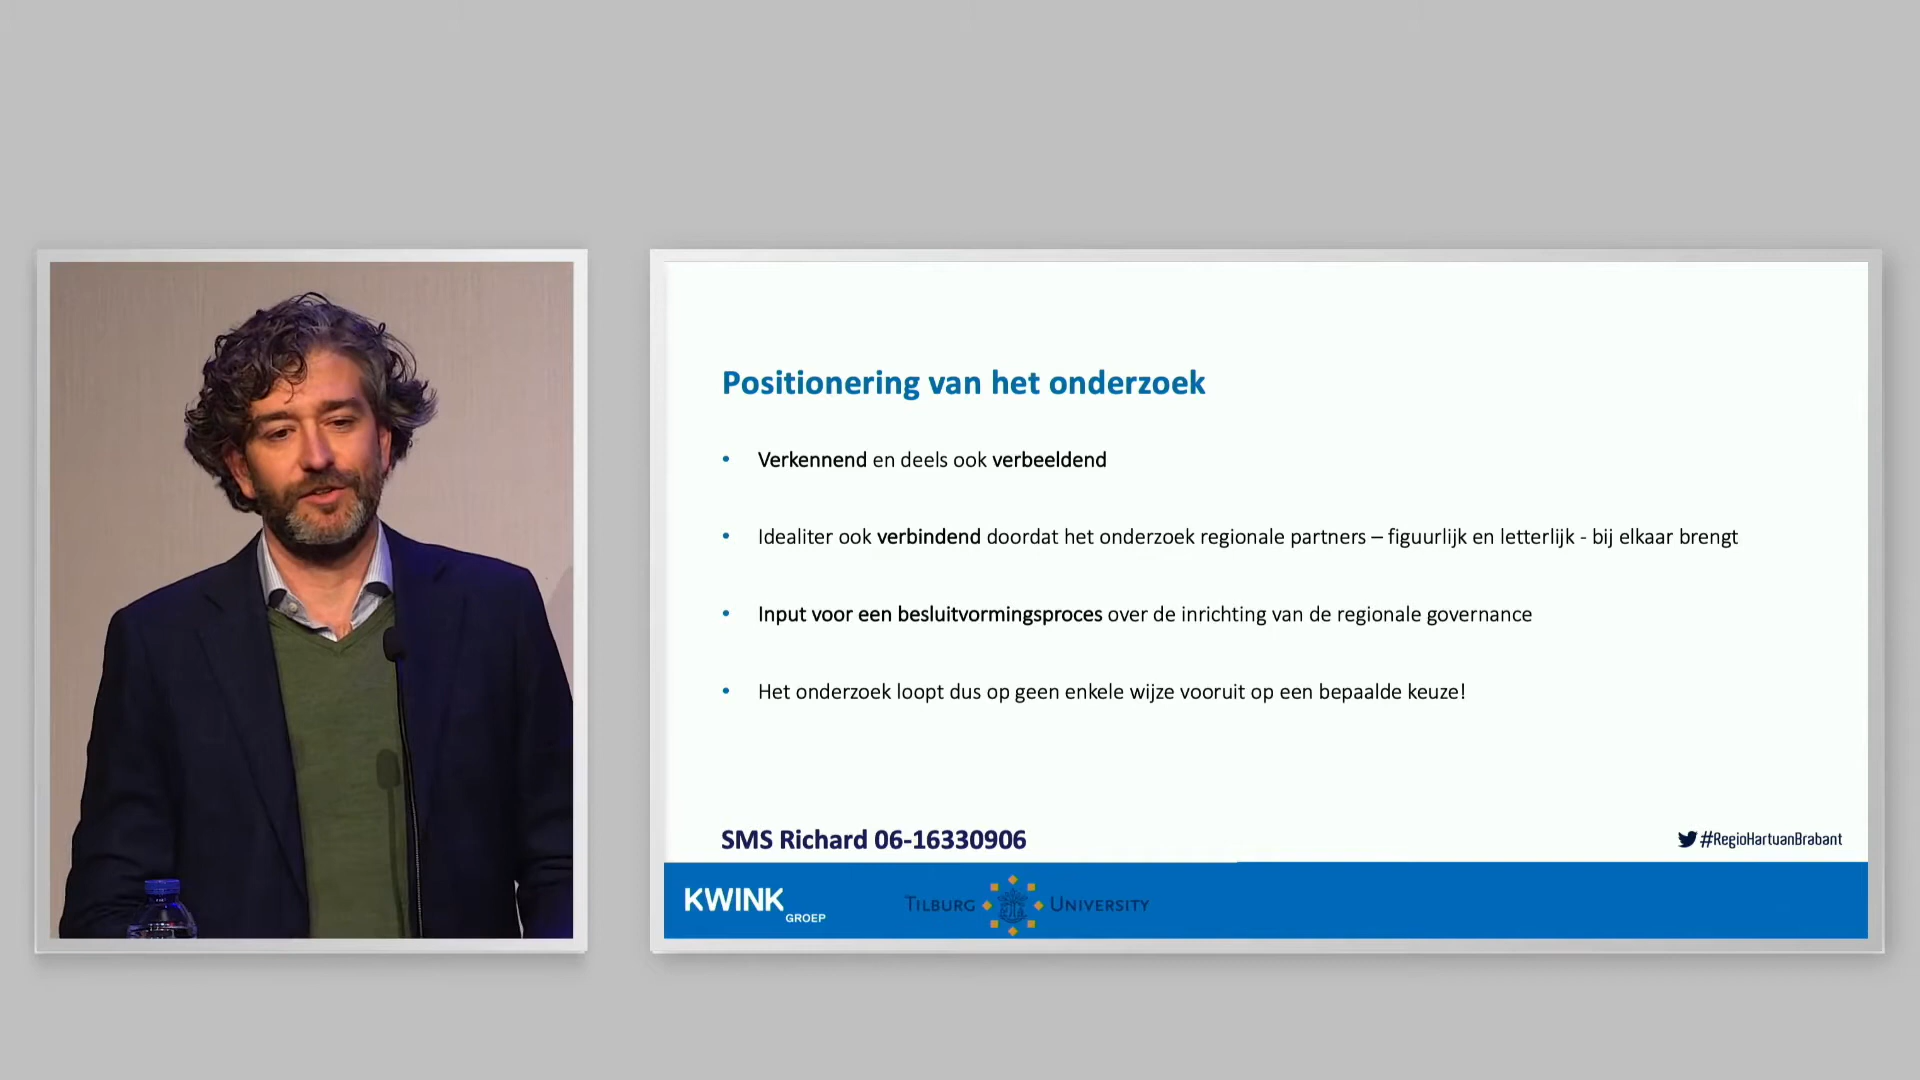 Positionering van het onderzoek
• Verkennend en deels ook verbeeldend
• Idealiter ook verbindend doordat het onderzoek regionale partners – figuurlijk en letterlijk - bij elkaar brengt
• Input voor een besluitvormingsproces over de inrichting van de regionale governance
• Het onderzoek loopt dus op geen enkele wijze vooruit op een bepaalde keuze!
SMS Richard 06-16330906
#RegioHartvanBrabant
KWINK
GROEP
TILBURG UNIVERSITY